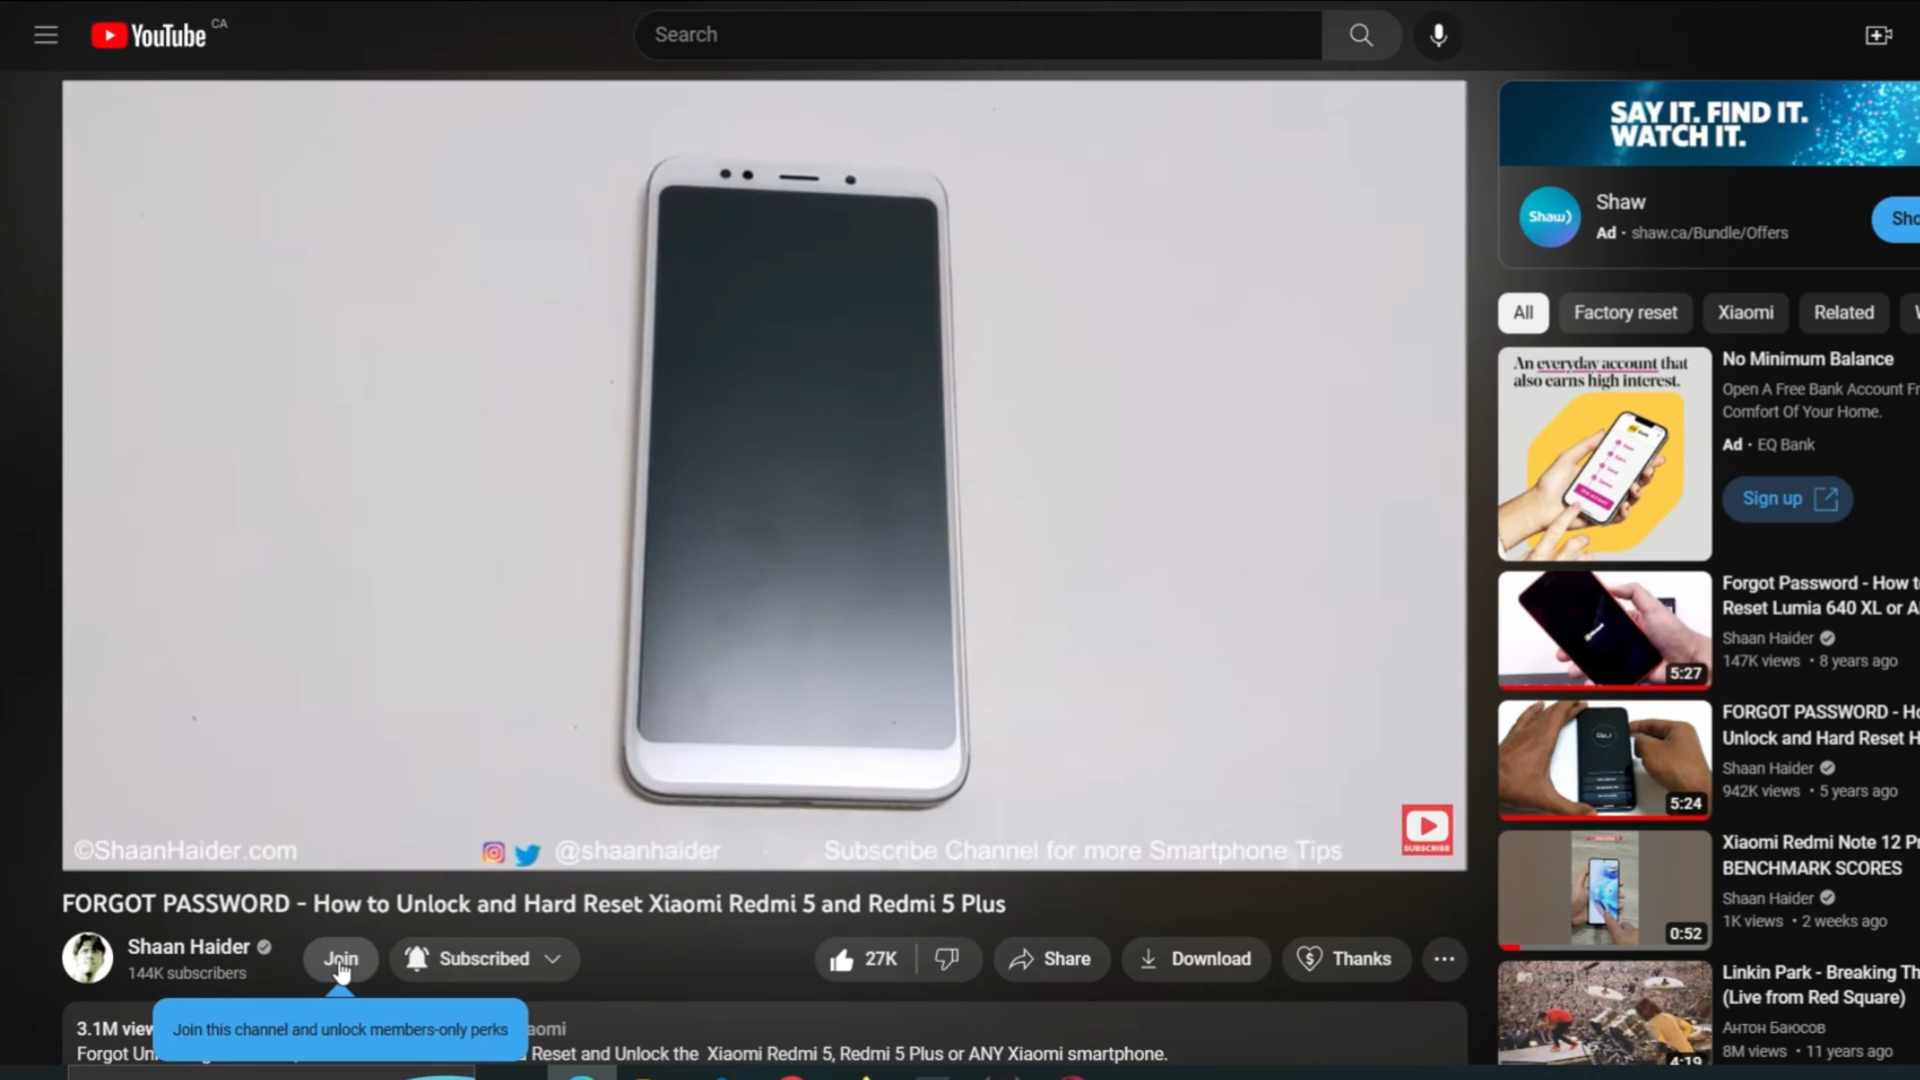 YouTube CA
Search
SAY IT. FIND IT.
WATCH IT.
Shaw)
Shaw
Ad · shaw.ca/Bundle/Offers
All
Factory reset
Xiaomi
Related
An everyday account that
also earns high interest.
No Minimum Balance
Open A Free Bank Account
Comfort Of Your Home.
Ad · EQ Bank
Sign up
Forgot Password - How
Reset Lumia 640 XL or
Shaan Haider
147K views • 8 years ago
5:27
FORGOT PASSWORD -
Unlock and Hard Reset
Shaan Haider
942K views • 5 years ago
5:24
Xiaomi Redmi Note 12
BENCHMARK SCORES
Shaan Haider
1K views • 2 weeks ago
0:52
Linkin Park - Breaking
(Live from Red Square)
Антон Баюсов
8M views • 11 years ago
4:19
©ShaanHaider.com
@shaanhaider
Subscribe Channel for more Smartphone Tips
SUBSCRIBE
FORGOT PASSWORD - How to Unlock and Hard Reset Xiaomi Redmi 5 and Redmi 5 Plus
Shaan Haider
144K subscribers
Join
Subscribed
27K
Share
Download
Thanks
3.1M
Join this channel and unlock members-only perks
Forgot
Reset and Unlock the Xiaomi Redmi 5, Redmi 5 Plus or ANY Xiaomi smartphone.